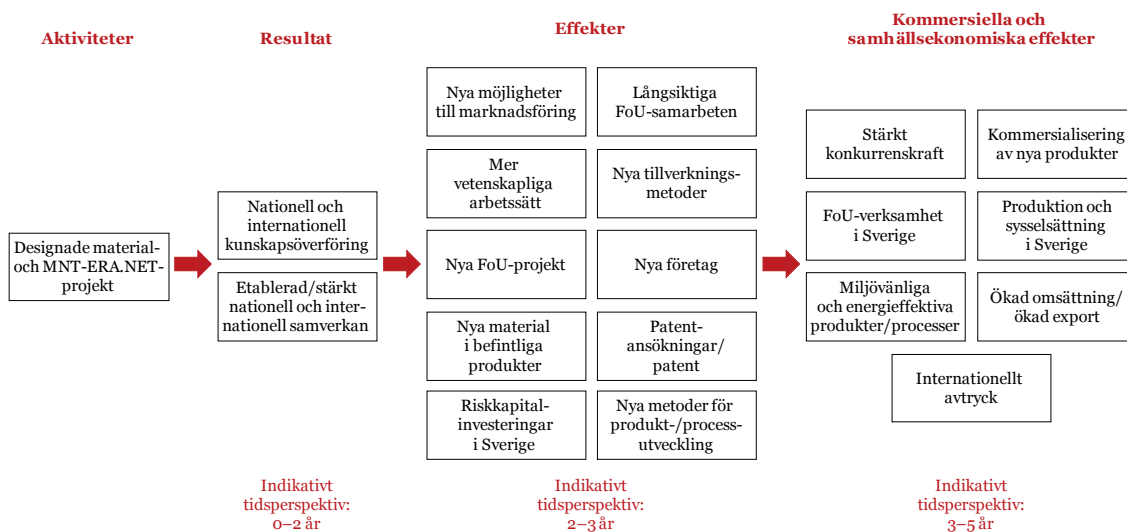 Aktiviteter
Resultat
Effekter
Kommersiella och
samhällsekonomiska effekter
Designade material-
och MNT-ERA.NET-
projekt
Nationell och
internationell
kunskapsöverföring
Etablerad/stärkt
nationell och inter-
nationell samverkan
Nya möjligheter
till marknadsföring
Långsiktiga
FoU-samarbeten
Mer
vetenskapliga
arbetssätt
Nya tillverknings-
metoder
Nya FoU-projekt
Nya företag
Nya material
i befintliga
produkter
Patent-
ansökningar/
patent
Riskkapital-
investeringar
i Sverige
Nya metoder för
produkt-/process-
utveckling
Stärkt
konkurrenskraft
Kommersialisering
av nya produkter
FoU-verksamhet
i Sverige
Produktion och
sysselsättning
i Sverige
Miljövänliga
och energieffektiva
produkter/processer
Ökad omsättning/
ökad export
Internationellt
avtryck
Indikativt
tidsperspektiv:
0–2 år
Indikativt
tidsperspektiv:
2–3 år
Indikativt
tidsperspektiv:
3–5 år